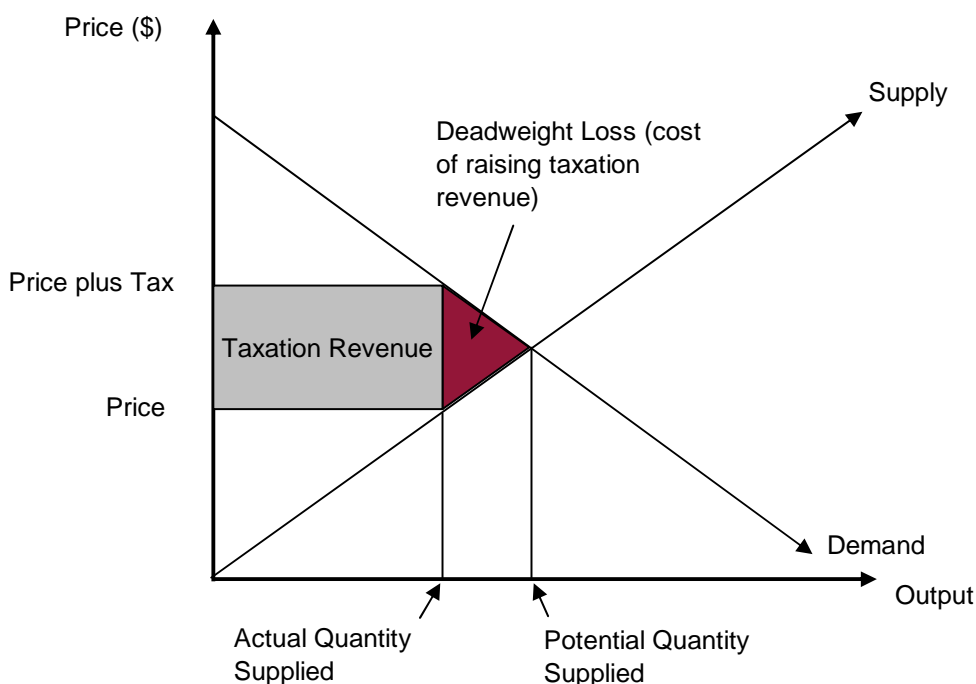 Price ($)
Supply
Deadweight Loss (cost
of raising taxation
revenue)
Price plus Tax
Taxation Revenue
Price
Demand
Output
Actual Quantity
Supplied
Potential Quantity
Supplied